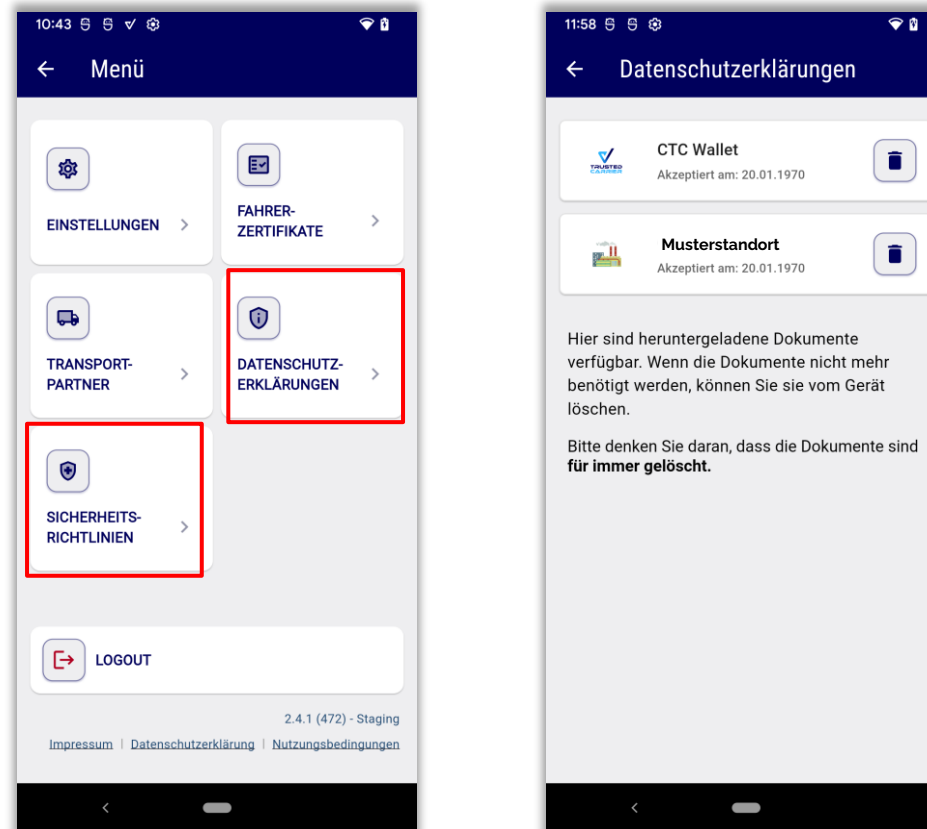 10:43
Menü
EINSTELLUNGEN
FAHRER-
ZERTIFIKATE
TRANSPORT-
PARTNER
DATENSCHUTZ-
ERKLÄRUNGEN
SICHERHEITS-
RICHTLINIEN
LOGOUT
2.4.1 (472) - Staging
Impressum | Datenschutzerklärung | Nutzungsbedingungen
11:58
Datenschutzerklärungen
TRUSTED
CARRIER
CTC Wallet
Akzeptiert am: 20.01.1970
Musterstandort
Akzeptiert am: 20.01.1970
Hier sind heruntergeladene Dokumente
verfügbar. Wenn die Dokumente nicht mehr
benötigt werden, können Sie sie vom Gerät
löschen.
Bitte denken Sie daran, dass die Dokumente sind
für immer gelöscht.